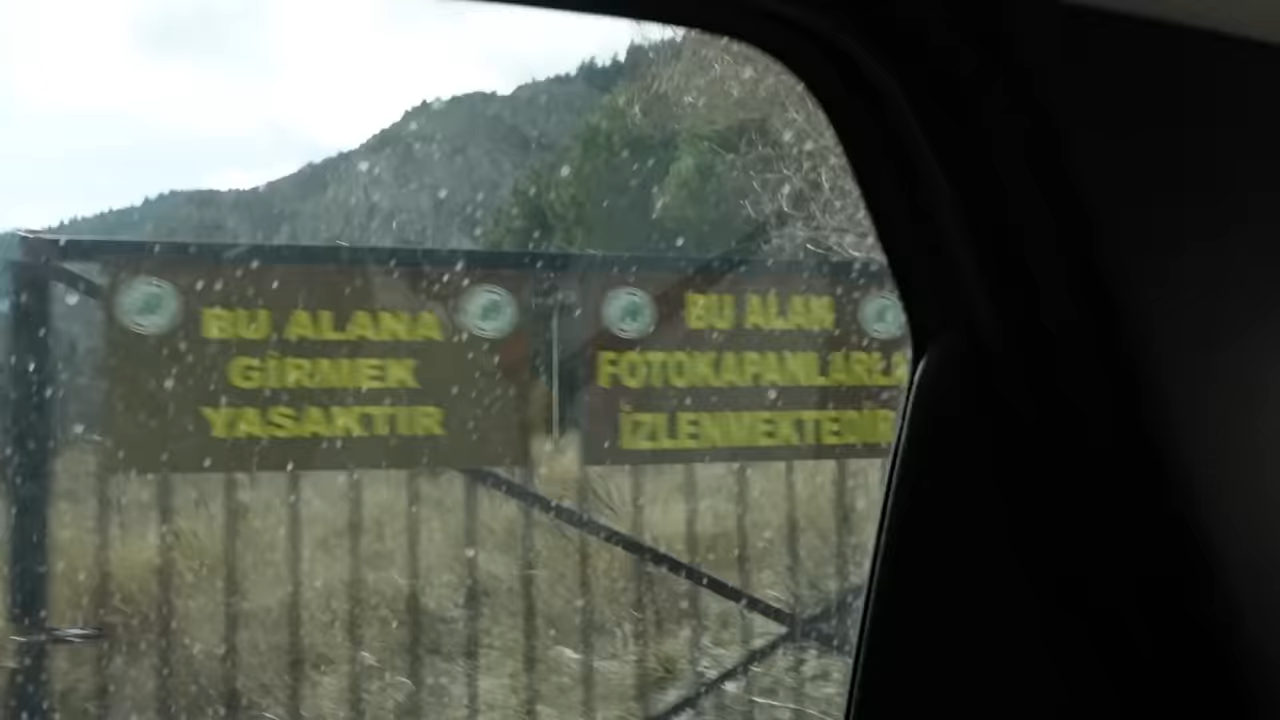 BU ALANA
GİRMEK
YASAKTIR
BU ALAN
FOTOKAPANLARLA
İZLENMEKTEDİR